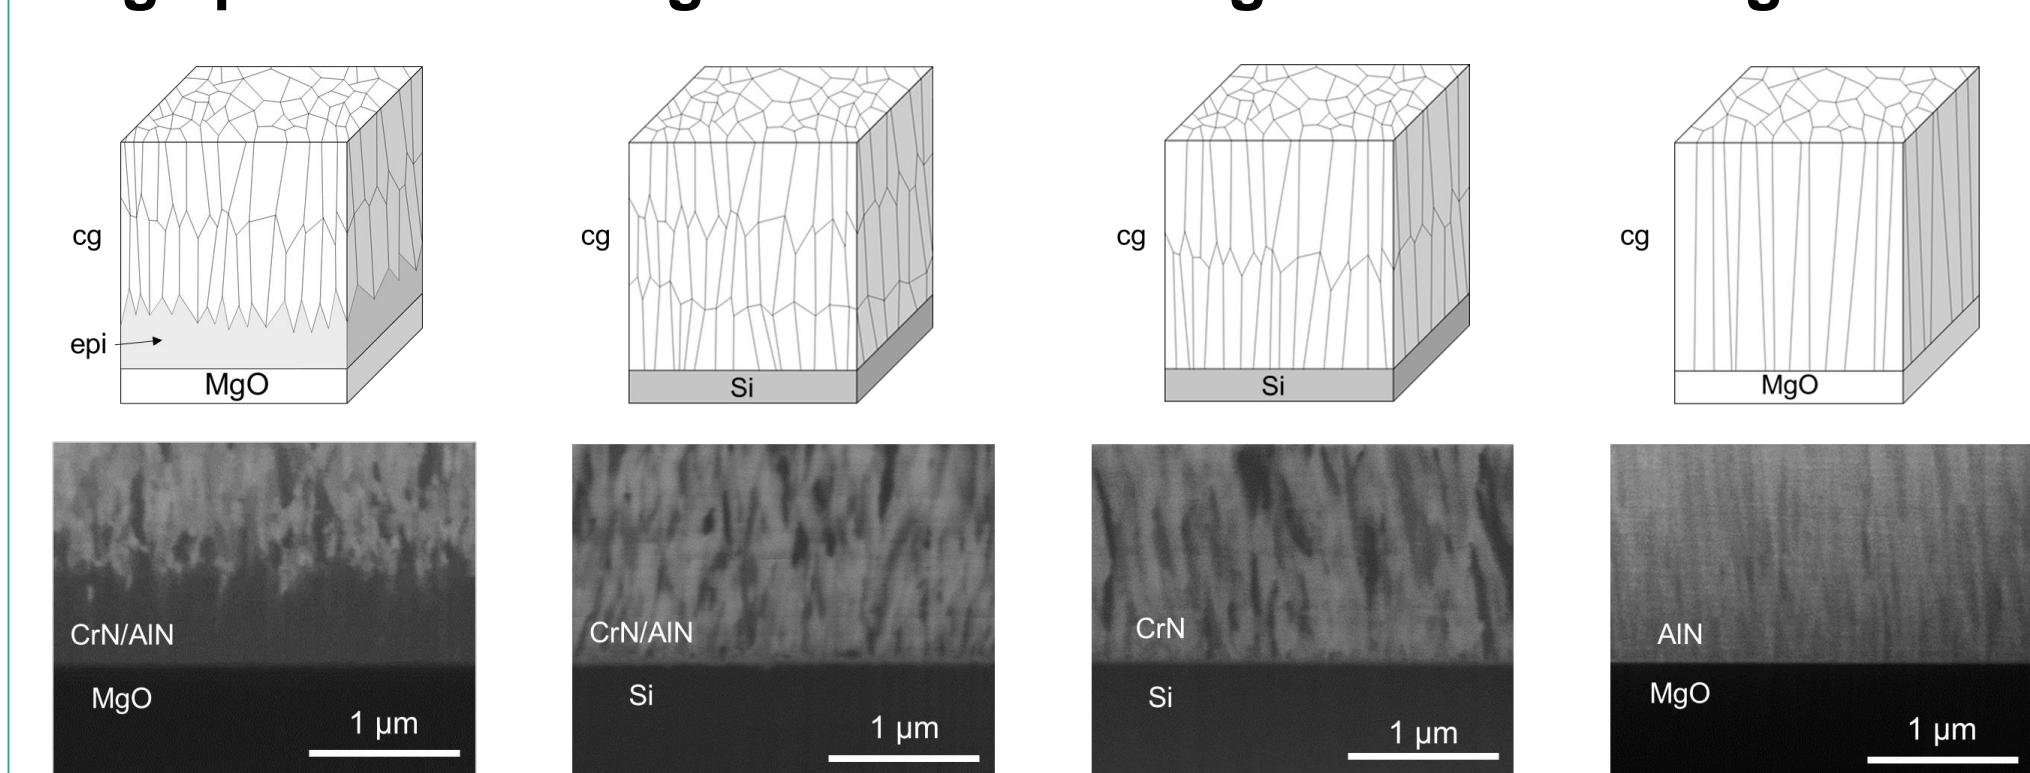 cg
epi
MgO
cg
Si
cg
Si
cg
MgO
CrN/AlN
MgO
1 µm
CrN/AlN
Si
1 µm
CrN
Si
1 µm
AlN
MgO
1 µm